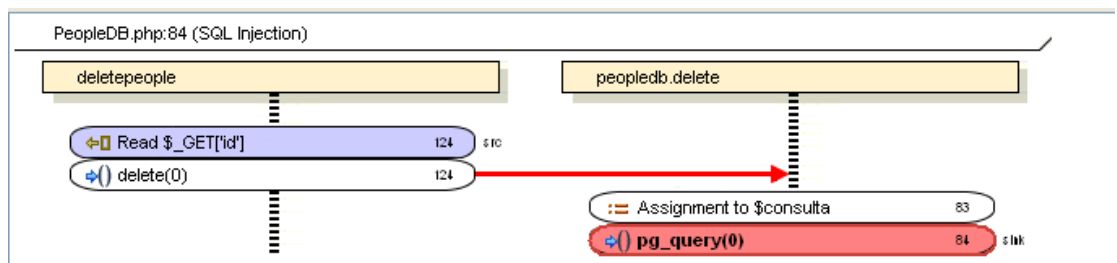 PeopleDB.php:84 (SQL Injection)
deletepeople
peopledb.delete
Read $_GET['id'] 124 src
delete(0) 124
:= Assignment to $consulta 83
pg_query(0) 84 sink